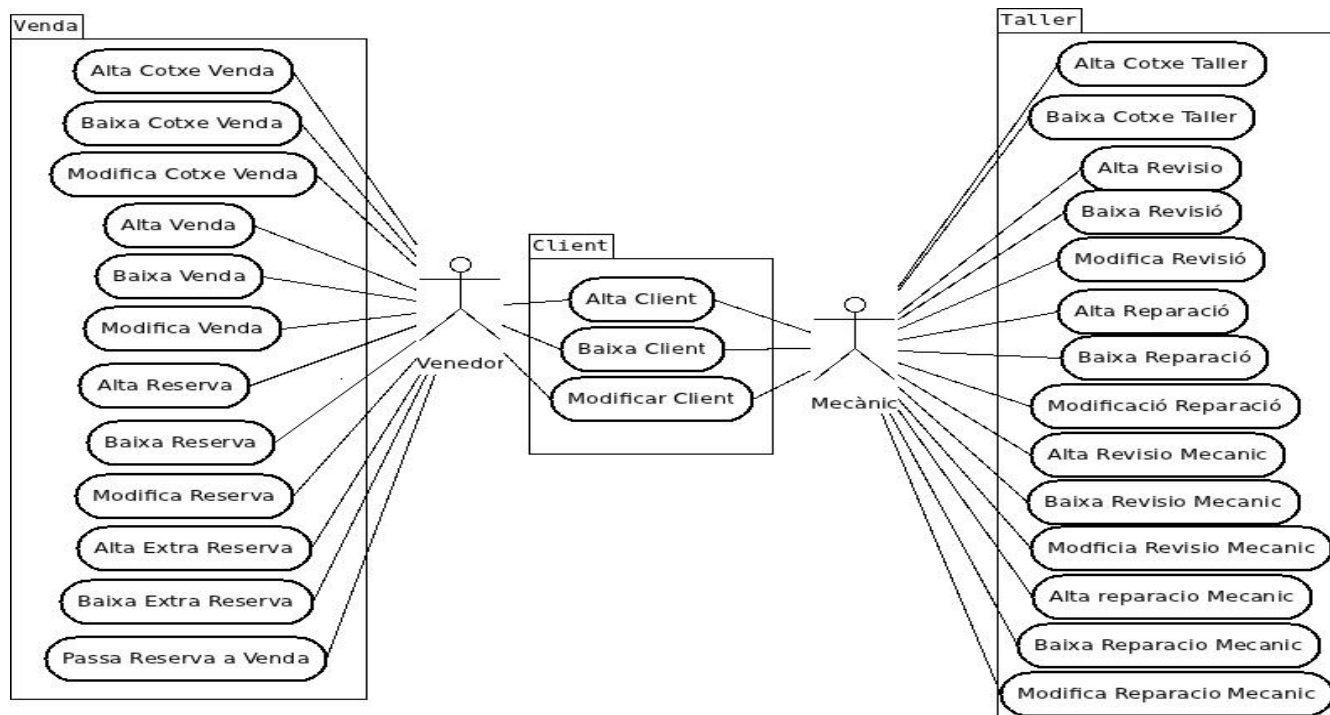 Venda
Alta Cotxe Venda
Baixa Cotxe Venda
Modifica Cotxe Venda
Alta Venda
Baixa Venda
Modifica Venda
Alta Reserva
Baixa Reserva
Modifica Reserva
Alta Extra Reserva
Baixa Extra Reserva
Passa Reserva a Venda
Venedor
Client
Alta Client
Baixa Client
Modificar Client
Mecànic
Taller
Alta Cotxe Taller
Baixa Cotxe Taller
Alta Revisio
Baixa Revisió
Modifica Revisió
Alta Reparació
Baixa Reparació
Modificació Reparació
Alta Revisio Mecanic
Baixa Revisio Mecanic
Modficia Revisio Mecanic
Alta reparacio Mecanic
Baixa Reparacio Mecanic
Modifica Reparacio Mecanic